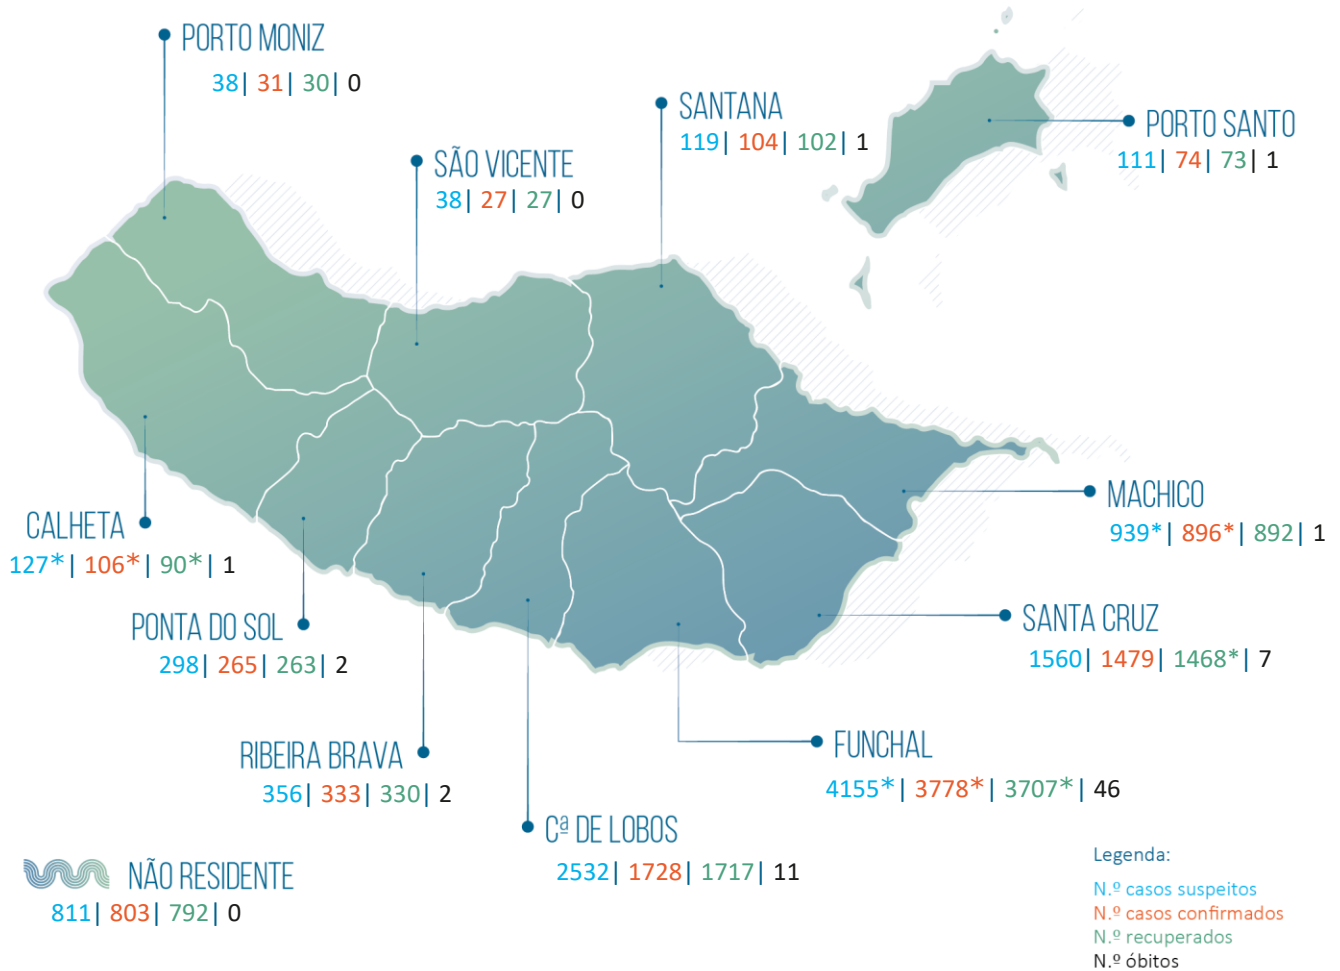 PORTO MONIZ
38| 31| 30| 0
SANTANA
119| 104| 102| 1
PORTO SANTO
111| 74| 73| 1
SÃO VICENTE
38| 27| 27| 0
MACHICO
939*| 896*| 892| 1
CALHETA
127*| 106*| 90*| 1
SANTA CRUZ
1560| 1479| 1468*| 7
PONTA DO SOL
298| 265| 263| 2
FUNCHAL
4155*| 3778*| 3707*| 46
RIBEIRA BRAVA
356| 333| 330| 2
Cª DE LOBOS
2532| 1728| 1717| 11
NÃO RESIDENTE
811| 803| 792| 0
Legenda:
N.º casos suspeitos
N.º casos confirmados
N.º recuperados
N.º óbitos